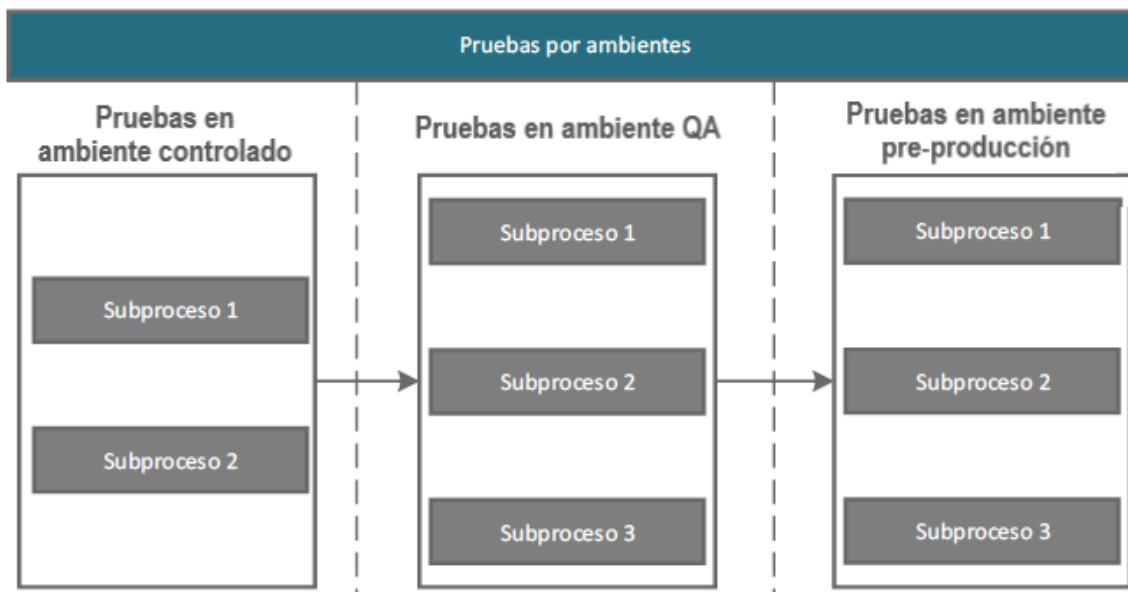 Pruebas por ambientes
Pruebas en
ambiente controlado
Subproceso 1
Subproceso 2
Pruebas en ambiente QA
Subproceso 1
Subproceso 2
Subproceso 3
Pruebas en ambiente
pre-producción
Subproceso 1
Subproceso 2
Subproceso 3